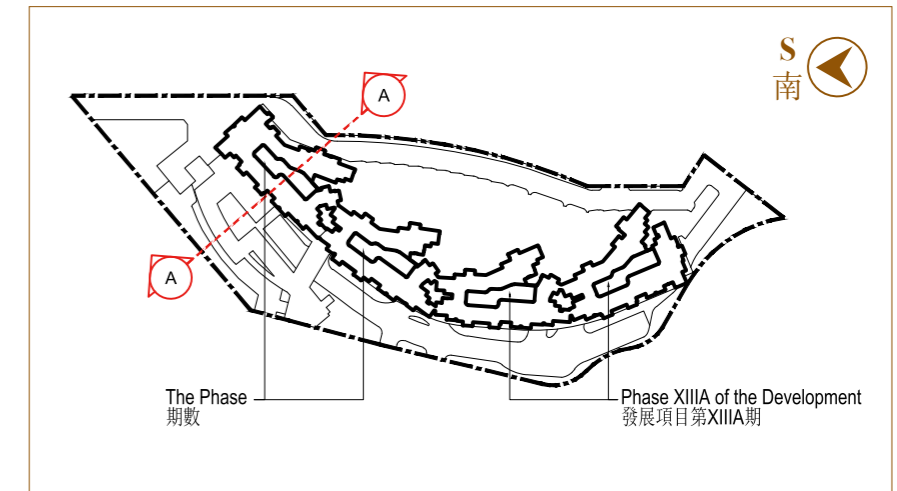 S
南
A
A
The Phase
期數
Phase XIIIA of the Development
發展項目第XIIIA期